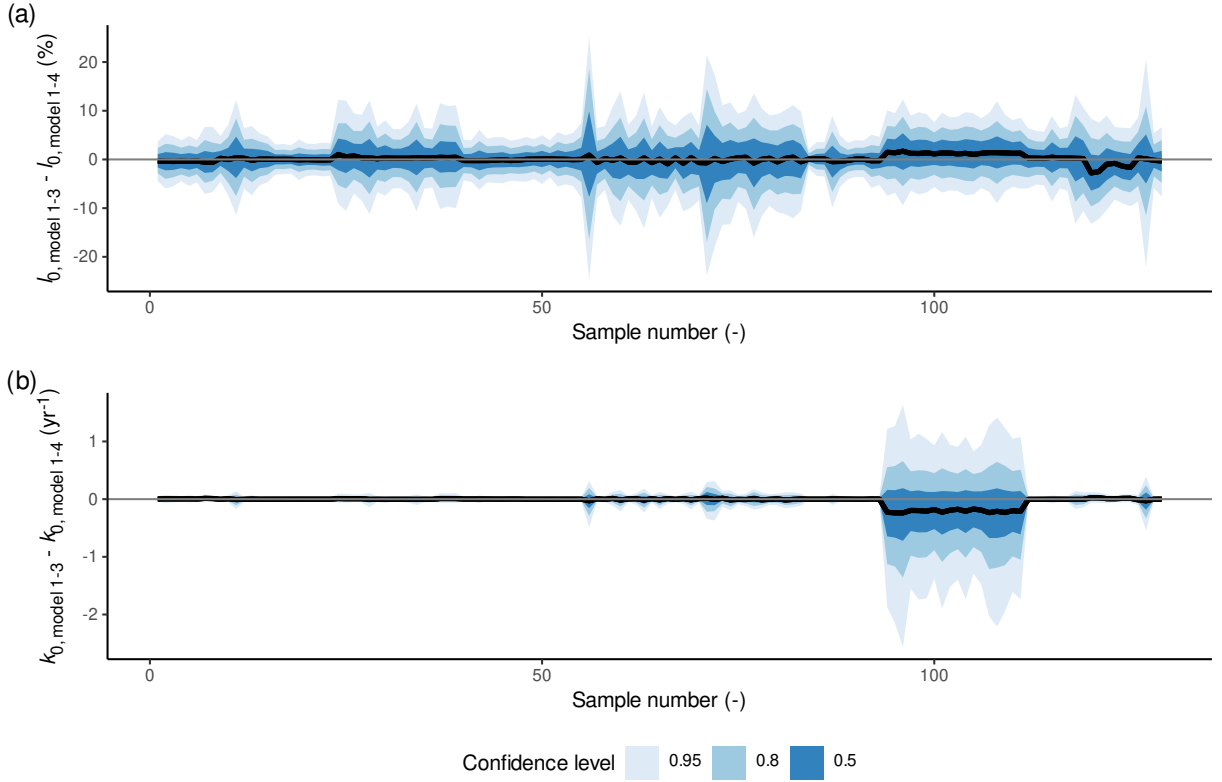 (a)
l0, model 1-3 - l0, model 1-4 (%)
20
10
0
-10
-20
0
50
100
Sample number (-)
(b)
k0, model 1-3 - k0, model 1-4 (yr-1)
1
0
-1
-2
0
50
100
Sample number (-)
Confidence level 0.95 0.8 0.5